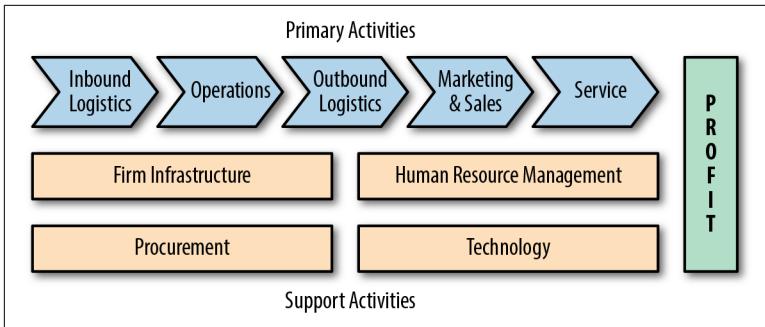 Primary Activities
Inbound
Logistics
Operations
Outbound
Logistics
Marketing
& Sales
Service
PROFIT
Firm Infrastructure
Human Resource Management
Procurement
Technology
Support Activities